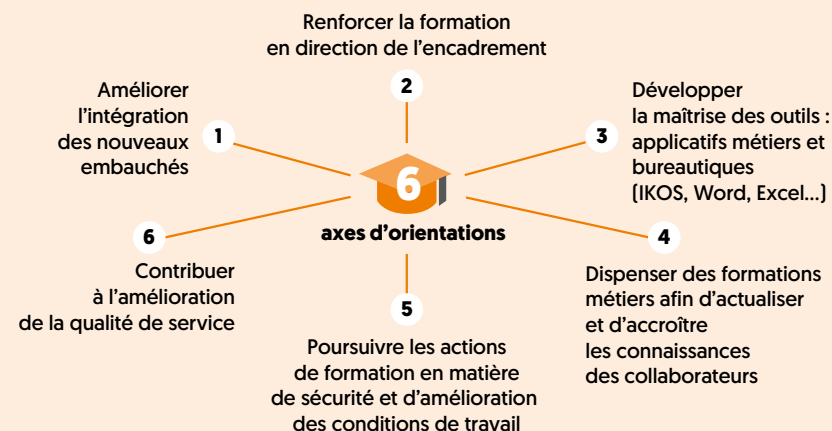 1
Améliorer
l'intégration
des nouveaux
embauchés
Renforcer la formation
en direction de l'encadrement
2
3
Développer
la maîtrise des outils :
applicatifs métiers et
bureautiques
(IKOS, Word, Excel...)
6
axes d'orientations
4
Dispenser des formations
métiers afin d'actualiser
et d'accroître
les connaissances
des collaborateurs
5
Poursuivre les actions
de formation en matière
de sécurité et d'amélioration
des conditions de travail
6
Contribuer
à l'amélioration
de la qualité de service